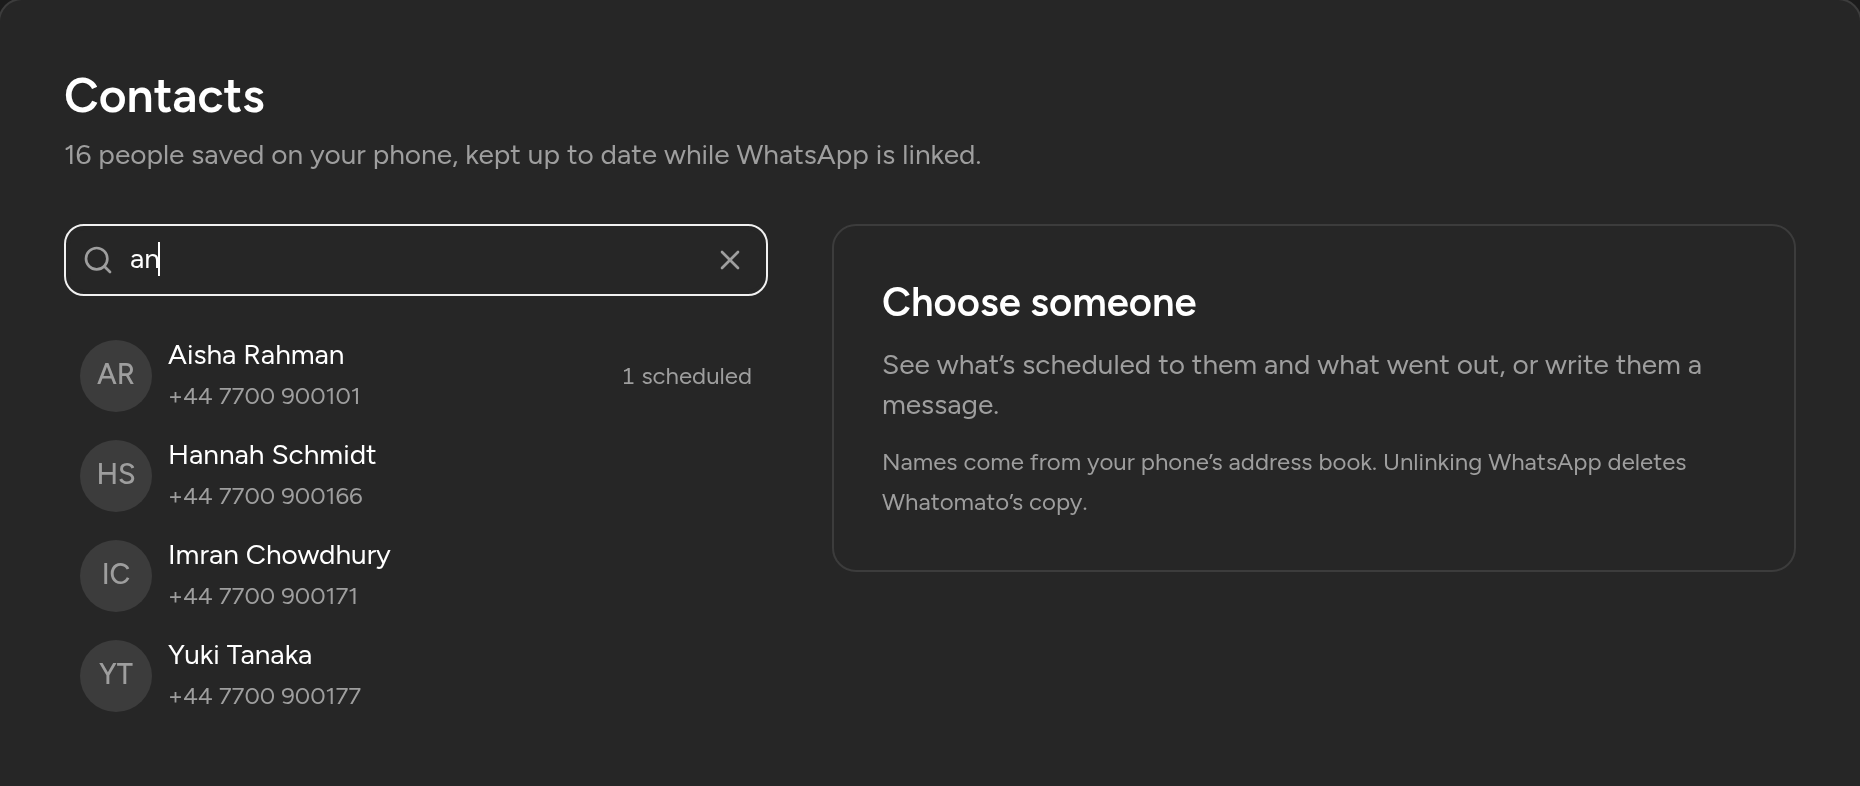 Contacts
16 people saved on your phone, kept up to date while WhatsApp is linked.
an
AR
Aisha Rahman
+44 7700 900101
1 scheduled
HS
Hannah Schmidt
+44 7700 900166
IC
Imran Chowdhury
+44 7700 900171
YT
Yuki Tanaka
+44 7700 900177
Choose someone
See what’s scheduled to them and what went out, or write them a
message.
Names come from your phone’s address book. Unlinking WhatsApp deletes
Whatomato’s copy.